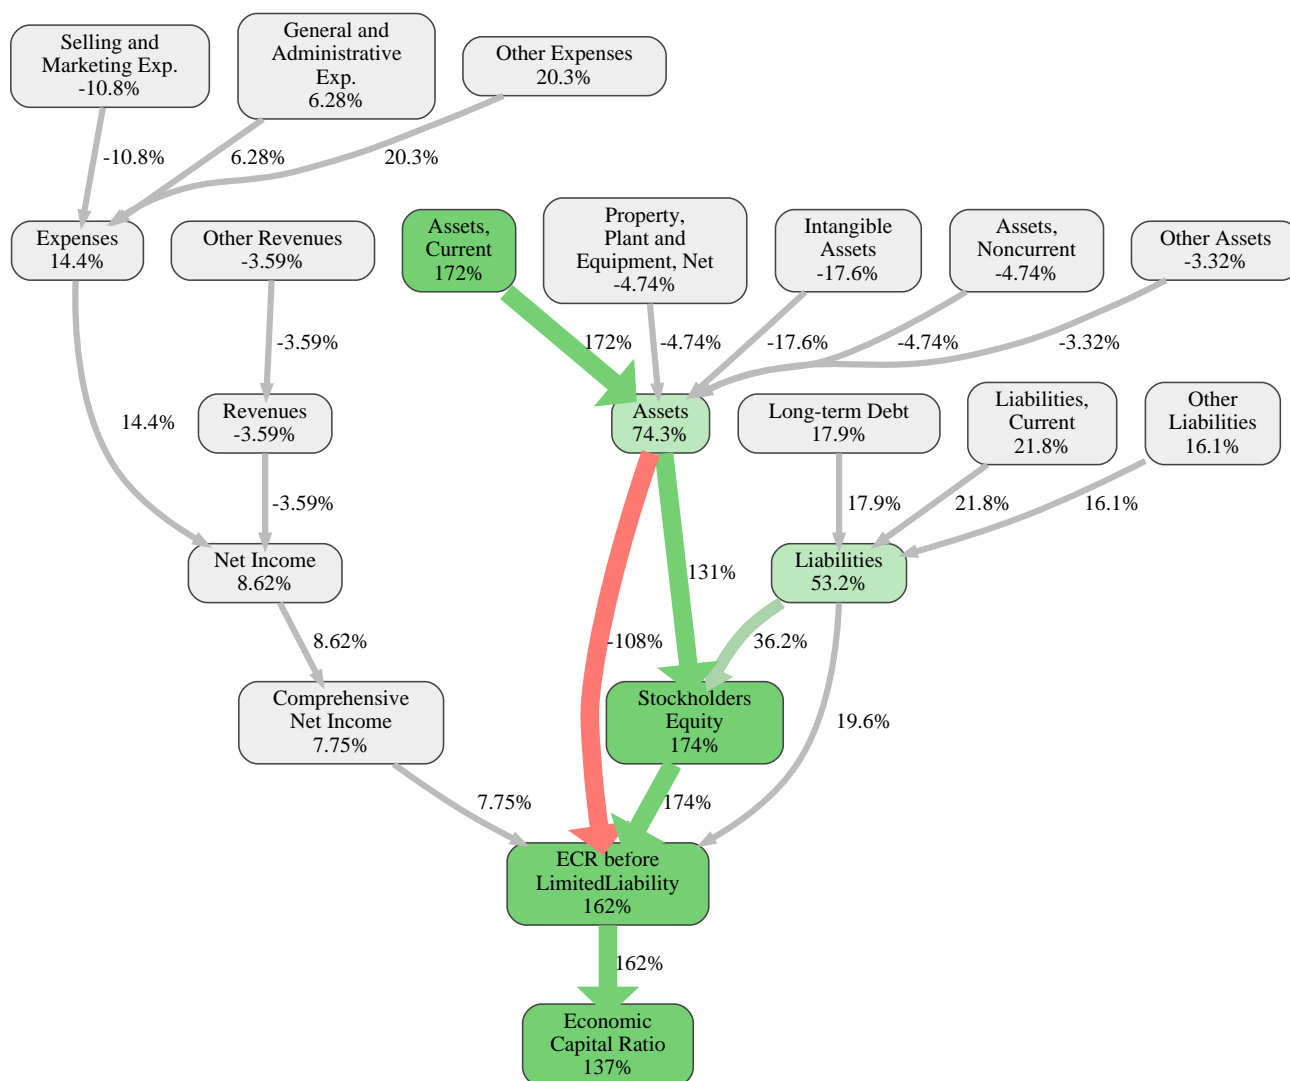 Selling and
Marketing Exp.
-10.8%
General and
Administrative
Exp.
6.28%
Other Expenses
20.3%
-10.8%
6.28%
20.3%
Expenses
14.4%
Other Revenues
-3.59%
Assets,
Current
172%
Property,
Plant and
Equipment, Net
-4.74%
Intangible
Assets
-17.6%
Assets,
Noncurrent
-4.74%
Other Assets
-3.32%
-3.59%
172%
-4.74%
-17.6%
-4.74%
-3.32%
14.4%
Revenues
-3.59%
Assets
74.3%
Long-term Debt
17.9%
Liabilities,
Current
21.8%
Other
Liabilities
16.1%
-3.59%
17.9%
21.8%
16.1%
Net Income
8.62%
131%
Liabilities
53.2%
8.62%
-108%
36.2%
Comprehensive
Net Income
7.75%
Stockholders
Equity
174%
19.6%
7.75%
174%
ECR before
LimitedLiability
162%
162%
Economic
Capital Ratio
137%